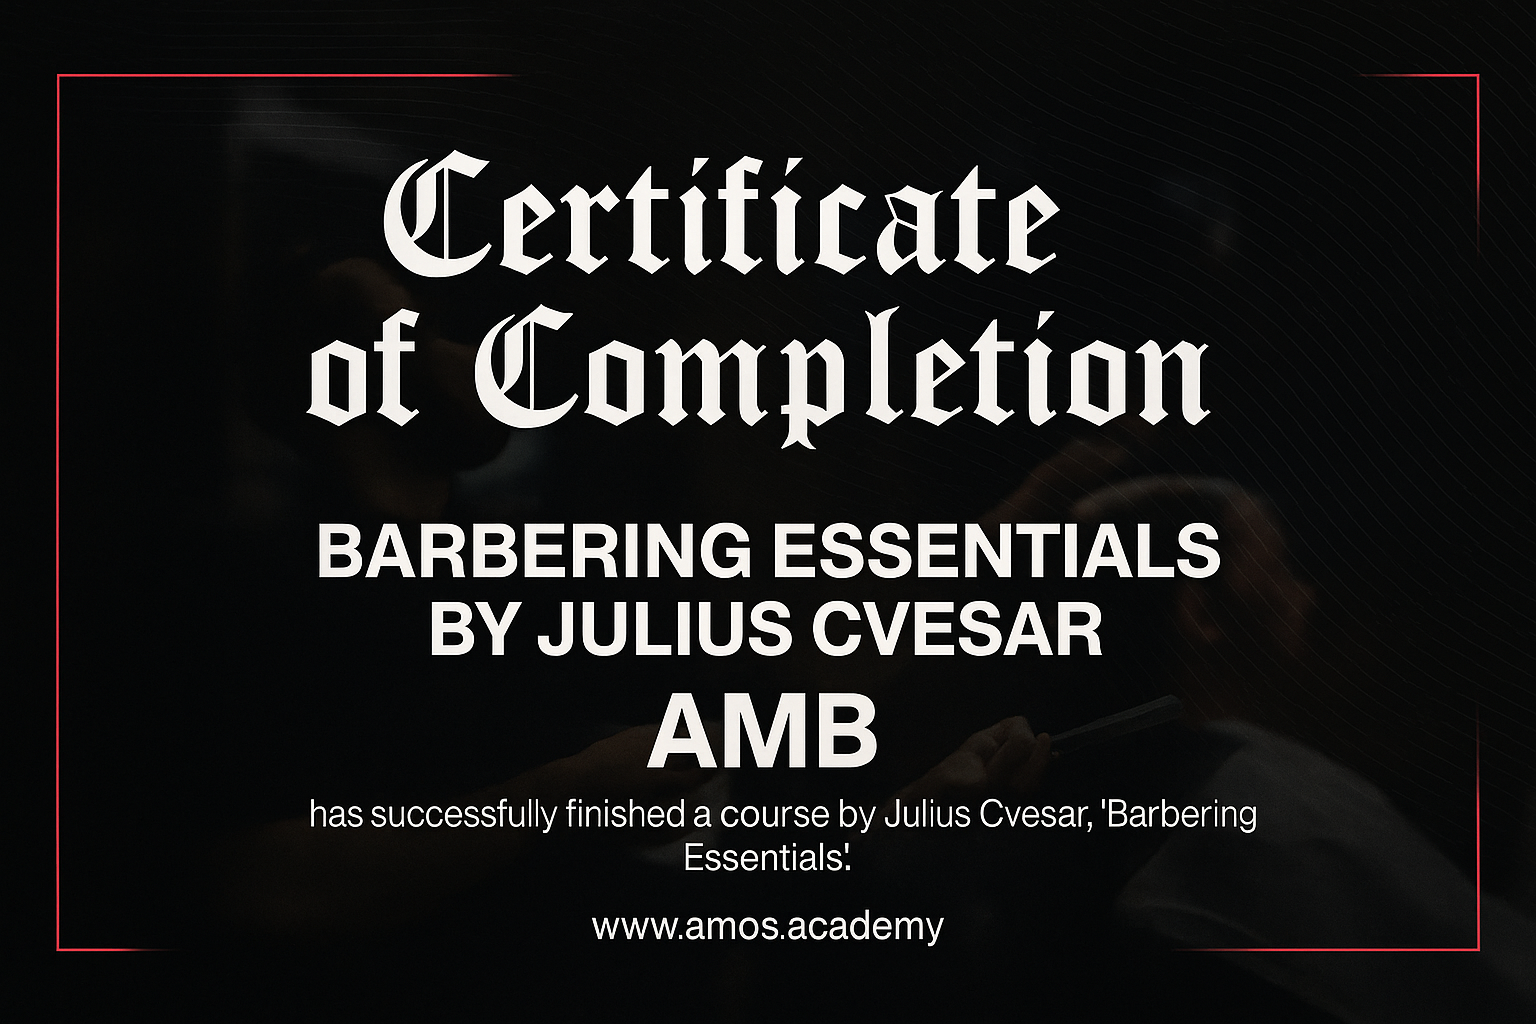 Certificate
of Completion
BARBERING ESSENTIALS
BY JULIUS CVESAR
AMB
has successfully finished a course by Julius Cvesar, 'Barbering
Essentials'.
www.amos.academy